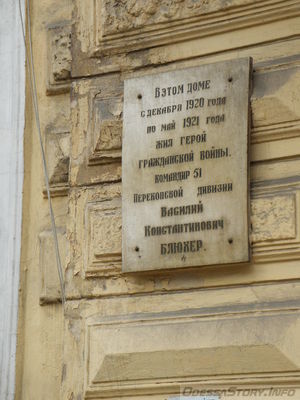 В этом доме
с декабря 1920 года
по май 1921 года
жил герой
гражданской войны,
командир 51
Перекопской дивизии
Василий
Константинович
Блюхер.
OdessaStory.Info